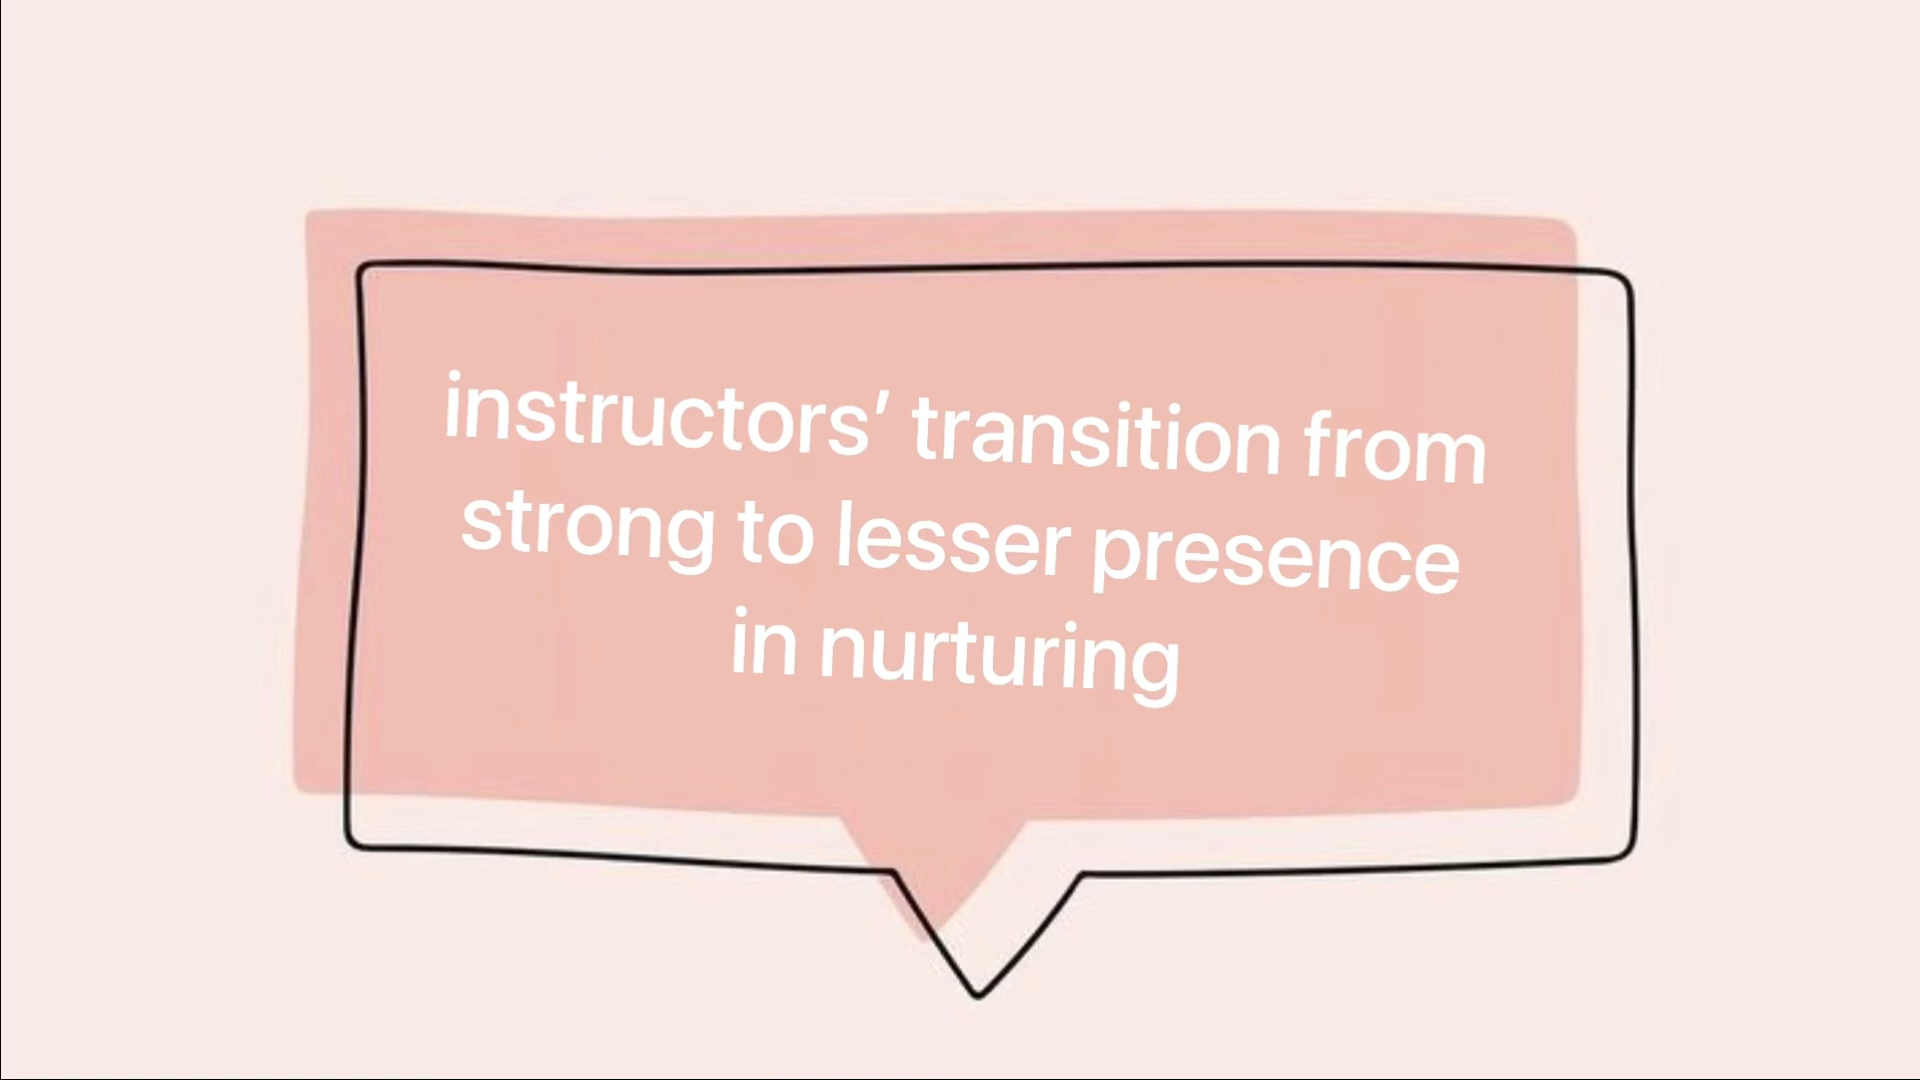 instructors’ transition from
strong to lesser presence
in nurturing